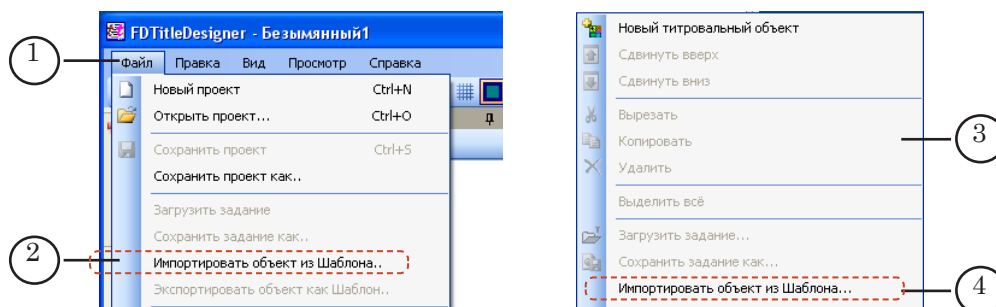 FDTitleDesigner - Безымянный1
1
Файл Правка Вид Просмотр Справка
Новый проект Ctrl+N
Открыть проект... Ctrl+O
Сохранить проект Ctrl+S
Сохранить проект как..
Загрузить задание
Сохранить задание как..
2
Импортировать объект из Шаблона..
Экспортировать объект как Шаблон..
Новый титровальный объект
Сдвинуть вверх
Сдвинуть вниз
Вырезать
Копировать
3
Удалить
Выделить всё
Загрузить задание...
Сохранить задание как...
Импортировать объект из Шаблона...
4